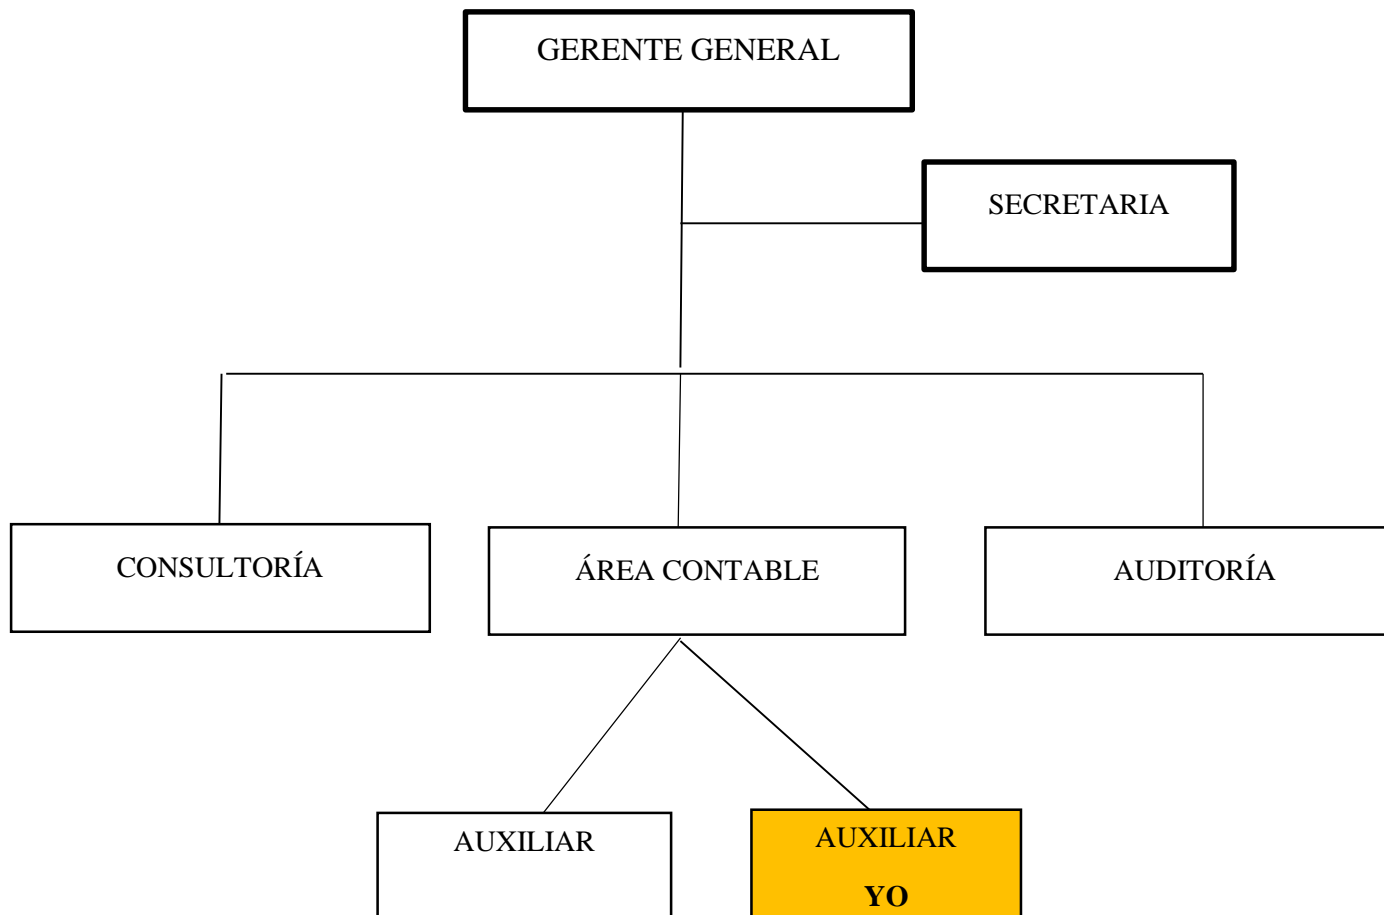 GERENTE GENERAL
SECRETARIA
CONSULTORÍA
ÁREA CONTABLE
AUDITORÍA
AUXILIAR
AUXILIAR
YO